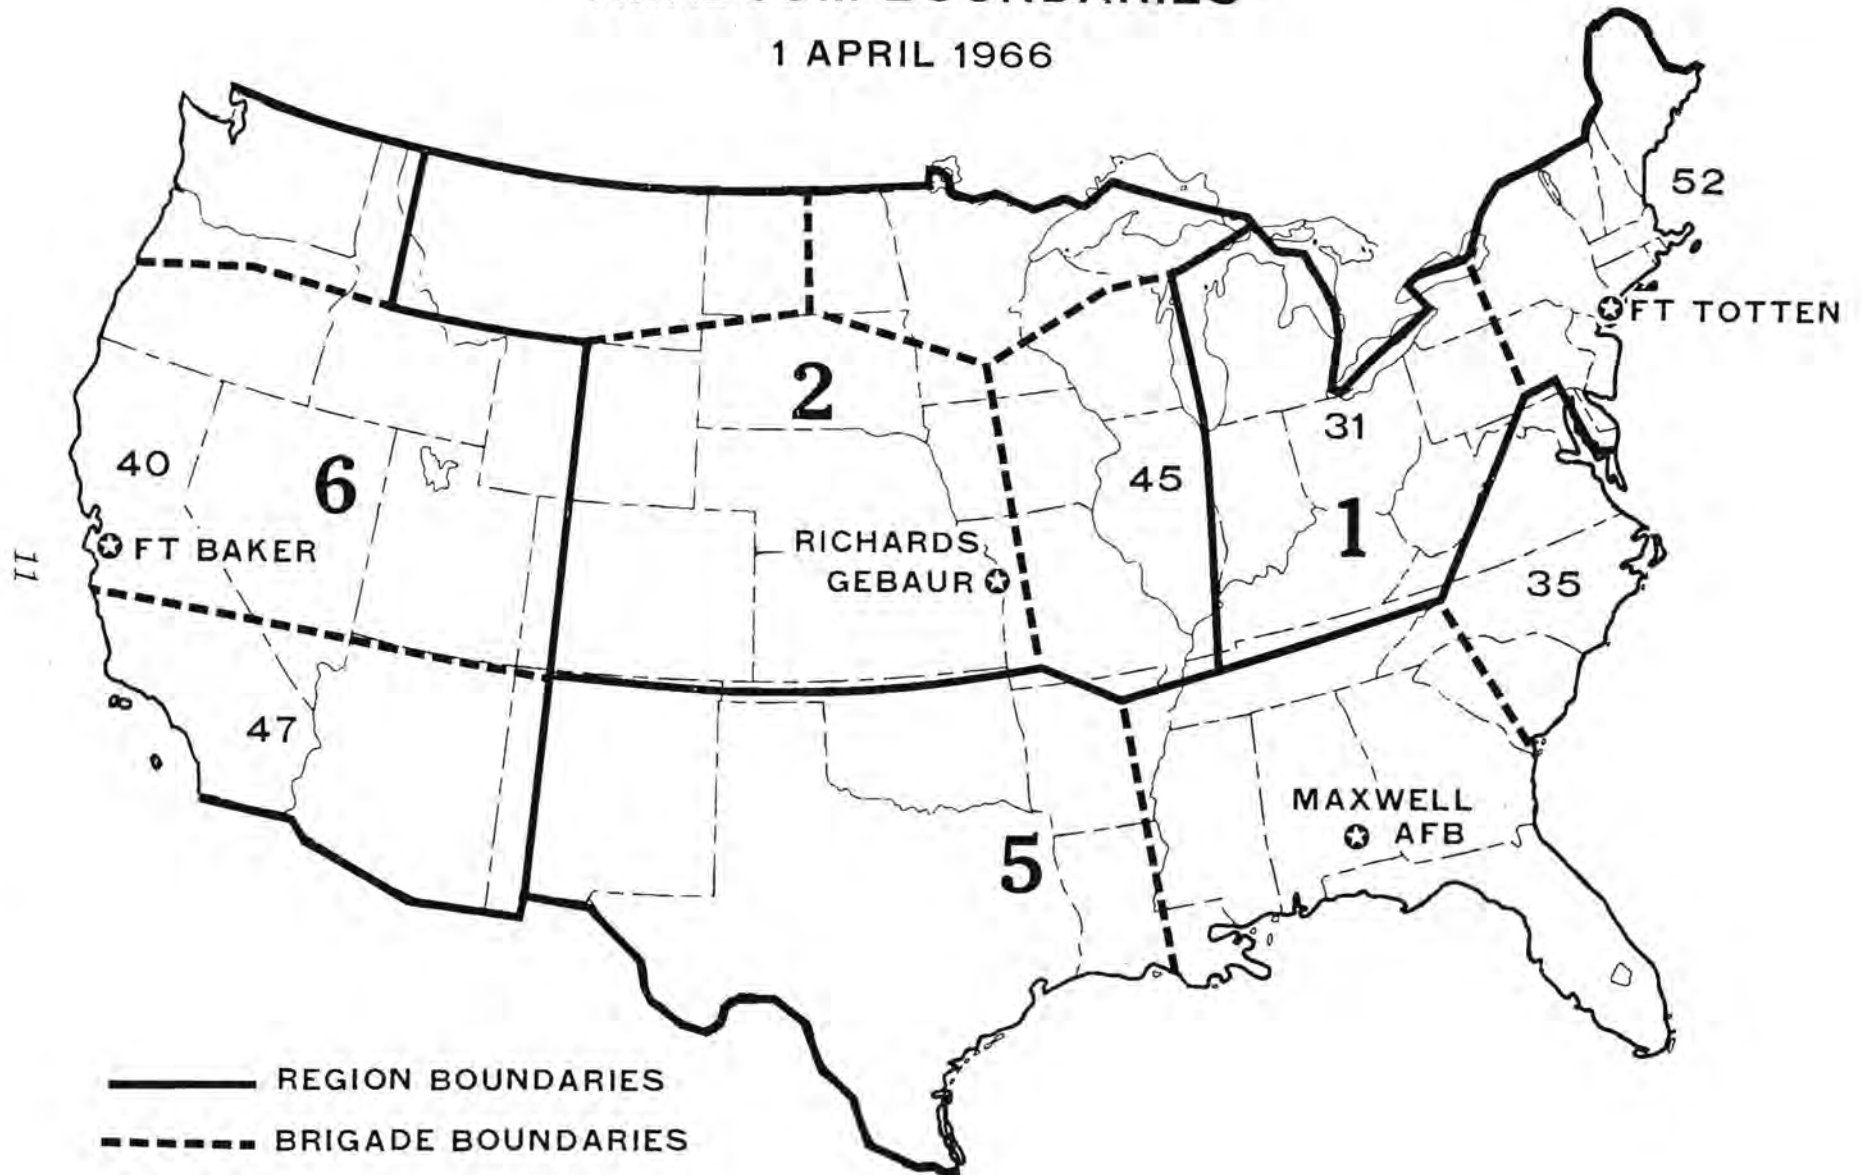 BOUNDARIES
1 APRIL 1966
52
FT TOTTEN
2
31
40
6
45
1
FT BAKER
RICHARDS
GEBAUR
35
11
47
MAXWELL
AFB
5
REGION BOUNDARIES
BRIGADE BOUNDARIES